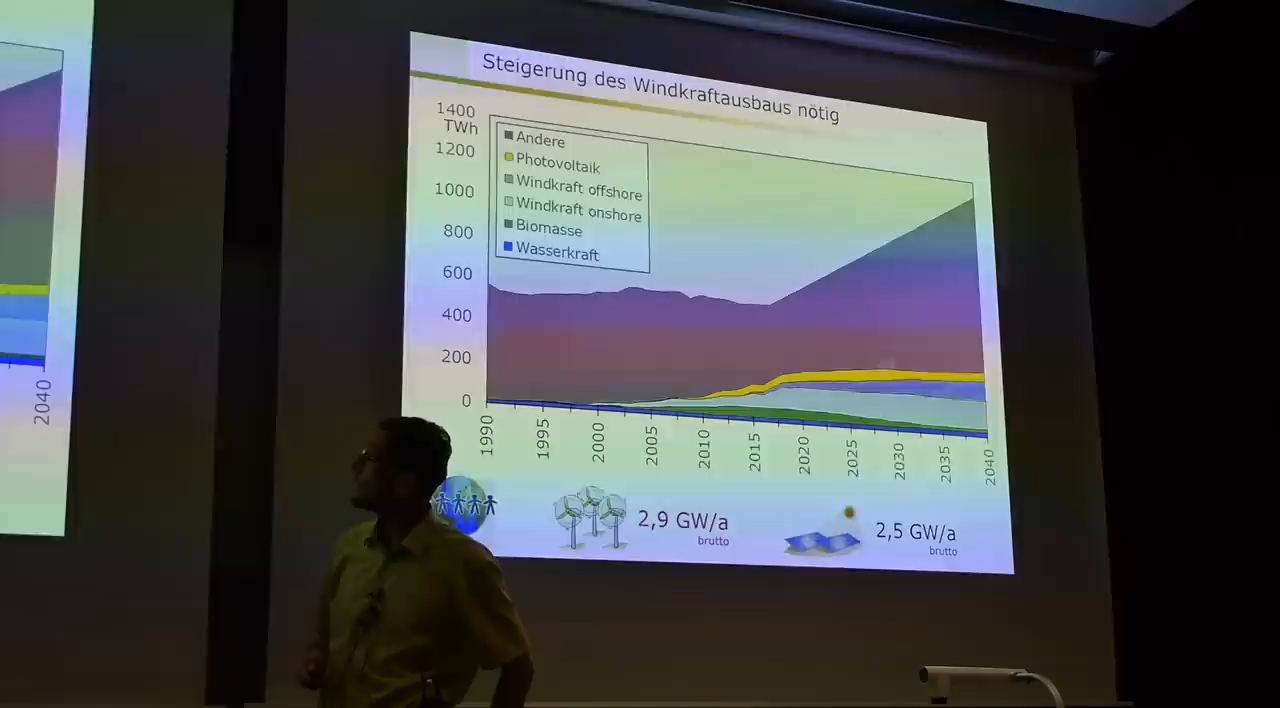 Steigerung des Windkraftausbaus nötig
1400
TWh
1200
1000
800
600
400
200
0
Andere
Photovoltaik
Windkraft offshore
Windkraft onshore
Biomasse
Wasserkraft
1990
1995
2000
2005
2010
2015
2020
2025
2030
2035
2040
2,9 GW/a
brutto
2,5 GW/a
brutto
2040